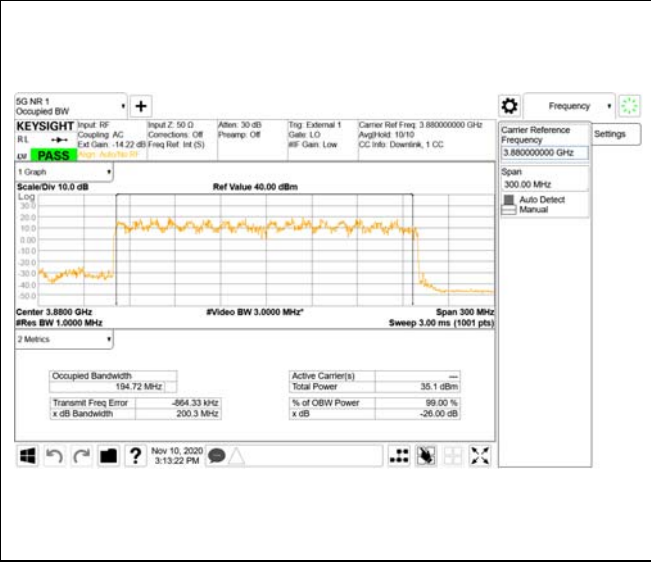 5G NR 1
Occupied BW
Frequency
KEYSIGHT
R L
PASS
Input: RF
Coupling: AC
Ext Gain: -14.22 dB
Align: Auto/No RF
Input Z: 50 Ω
Corrections: Off
Freq Ref: Int (S)
Atten: 30 dB
Preamp: Off
Trig: External 1
Gate: LO
#IF Gain: Low
Carrier Ref Freq: 3.880000000 GHz
Avg|Hold: 10/10
CC Info: Downlink, 1 CC
Carrier Reference
Frequency
3.880000000 GHz
Settings
Span
300.00 MHz
Auto Detect
Manual
1 Graph
Scale/Div 10.0 dB
Ref Value 40.00 dBm
Log
30.0
20.0
10.0
0.00
-10.0
-20.0
-30.0
-40.0
-50.0
Center 3.8800 GHz
#Video BW 3.0000 MHz*
Span 300 MHz
#Res BW 1.0000 MHz
Sweep 3.00 ms (1001 pts)
2 Metrics
Occupied Bandwidth
194.72 MHz
Transmit Freq Error -864.33 kHz
x dB Bandwidth 200.3 MHz
Active Carrier(s) ---
Total Power 35.1 dBm
% of OBW Power 99.00 %
x dB -26.00 dB
?
Nov 10, 2020
3:13:22 PM